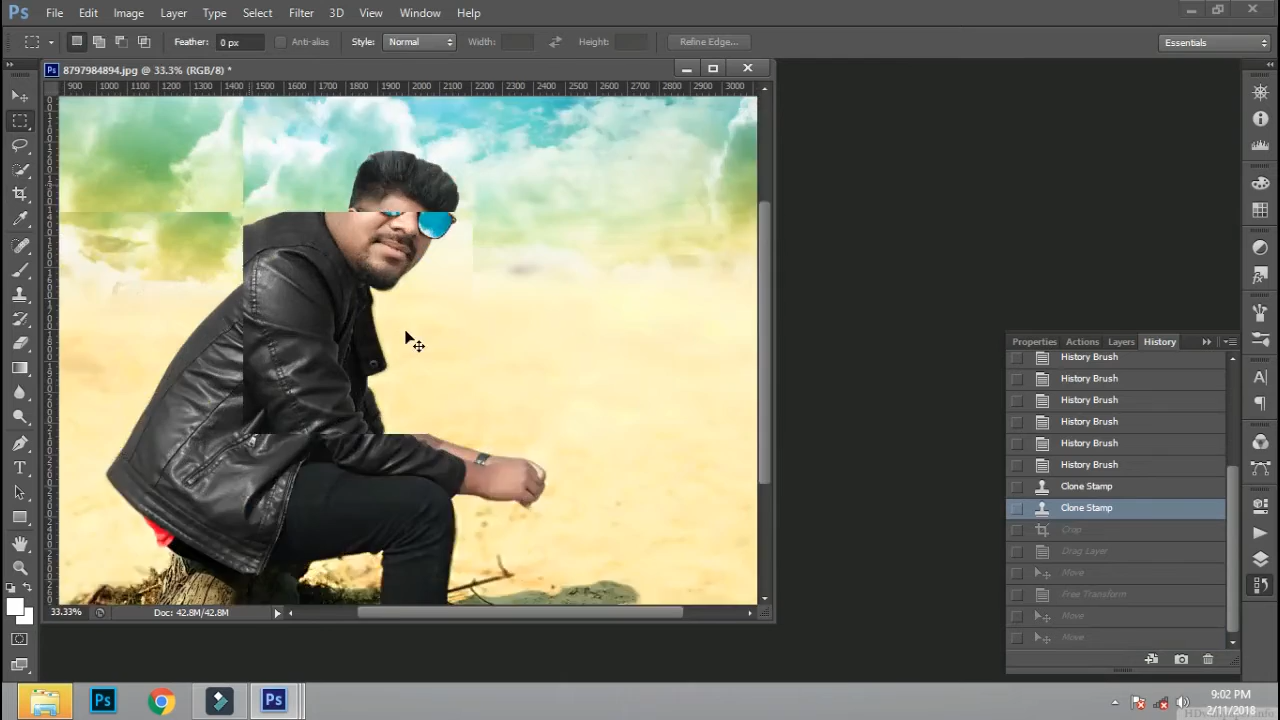 Ps File Edit Image Layer Type Select Filter 3D View Window Help
Feather: 0 px Anti-alias Style: Normal Width: Height: Refine Edge... Essentials
Ps 8797984894.jpg @ 33.3% (RGB/8) *
900 1000 1100 1200 1300 1400 1500 1600 1700 1800 1900 2000 2100 2200 2300 2400 2500 2600 2700 2800 2900 3000
Properties Actions Layers History
History Brush
History Brush
History Brush
History Brush
History Brush
History Brush
Clone Stamp
Clone Stamp
Crop
Drag Layer
Move
Free Transform
Move
Move
33.33% Doc: 42.8M/42.8M
Ps Ps
9:02 PM
2/11/2018